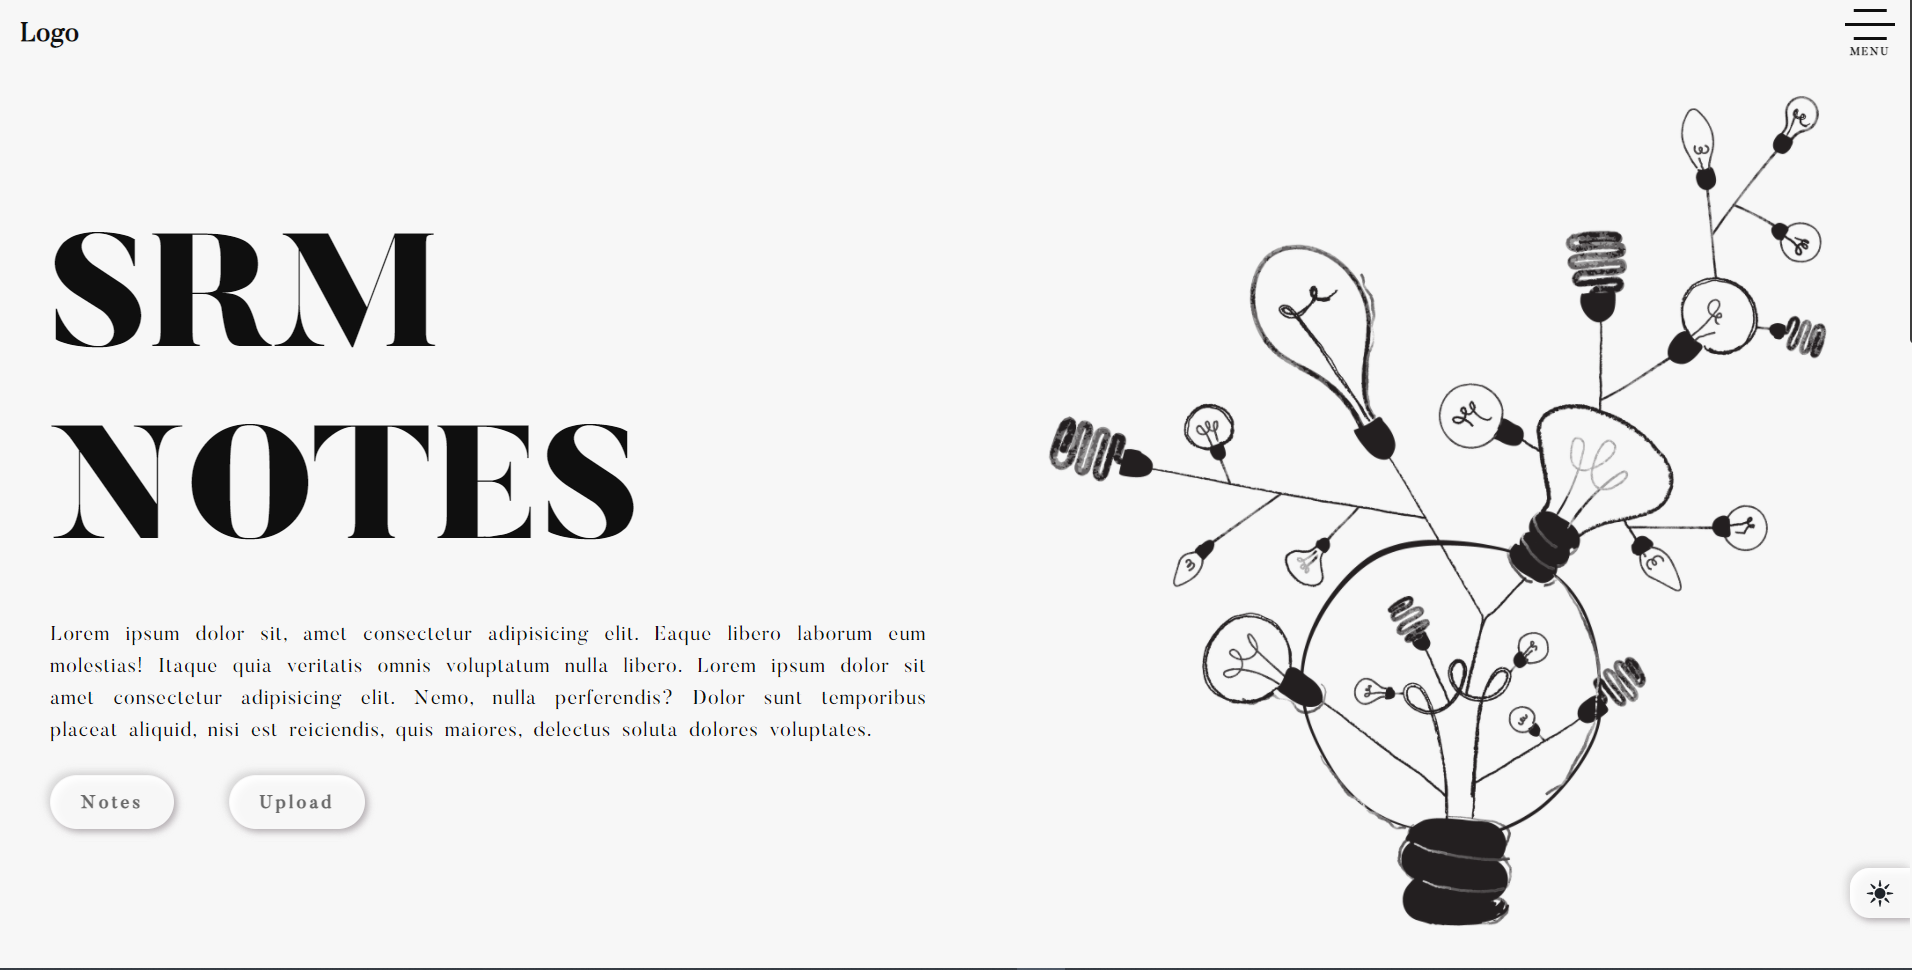 Logo
MENU
SRM
NOTES
Lorem ipsum dolor sit, amet consectetur adipisicing elit. Eaque libero laborum eum
molestias! Itaque quia veritatis omnis voluptatum nulla libero. Lorem ipsum dolor sit
amet consectetur adipisicing elit. Nemo, nulla perferendis? Dolor sunt temporibus
placeat aliquid, nisi est reiciendis, quis maiores, delectus soluta dolores voluptates.
Notes
Upload